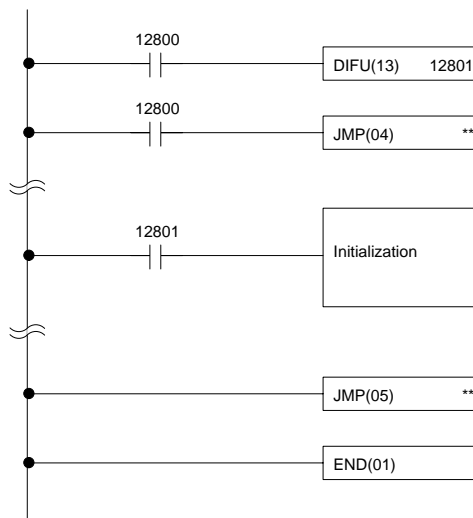 12800
DIFU(13) 12801
12800
JMP(04) **
12801
Initialization
JMP(05) **
END(01)